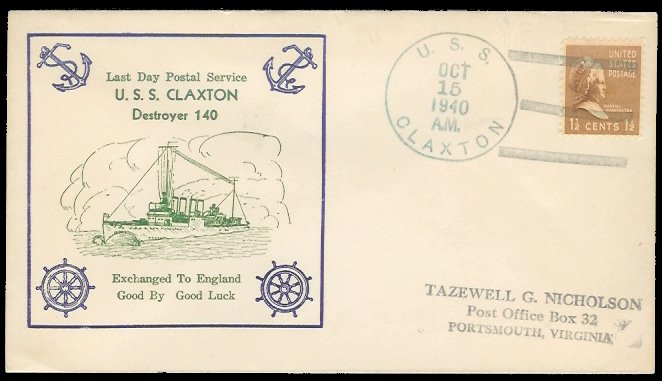 Last Day Postal Service
U. S. S. CLAXTON
Destroyer 140
Exchanged To England
Good By Good Luck
U. S. S.
OCT
15
1940
A.M.
CLAXTON
UNITED
STATES
POSTAGE
MARTHA
WASHINGTON
1½ CENTS 1½
TAZEWELL G. NICHOLSON
Post Office Box 32
PORTSMOUTH, VIRGINIA